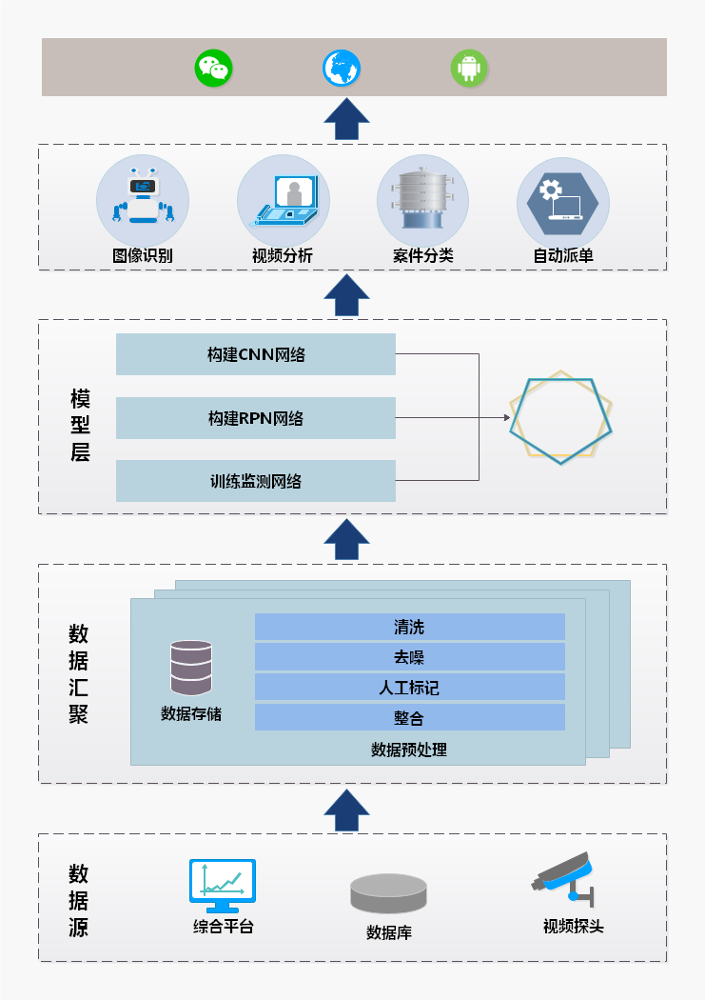 图像识别
视频分析
案件分类
自动派单
模型层
构建CNN网络
构建RPN网络
训练监测网络
数据汇聚
清洗
去噪
人工标记
整合
数据存储
数据预处理
数据源
综合平台
数据库
视频探头